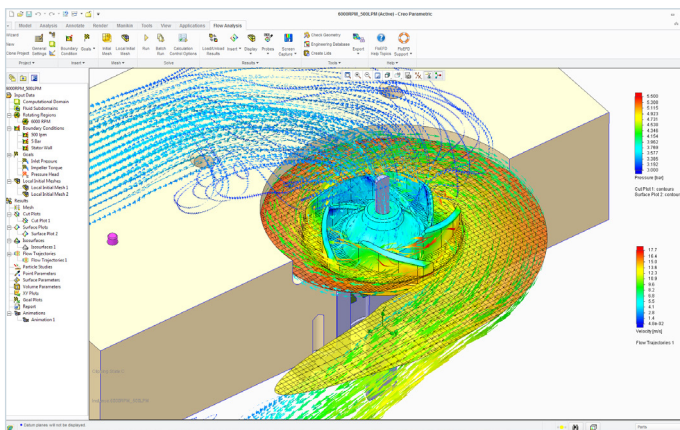 6000RPM_500LPM (Active) - Creo Parametric
Model Analysis Annotate Render Manikin Tools View Applications Flow Analysis
Wizard
New
Clone Project
General Settings
Boundary Condition
Goals
Initial Mesh
Local Initial Mesh
Run
Batch Run
Calculation Control Options
Load/Unload Results
Insert
Display
Probes
Screen Capture
Check Geometry
Engineering Database
Create Lids
Export
FloEFD Help Topics
FloEFD Support
Project
Insert
Mesh
Solve
Results
Tools
Help
6000RPM_500LPM
Input Data
Computational Domain
Fluid Subdomains
Rotating Regions
6000 RPM
Boundary Conditions
500 lpm
5 Bar
Stator Wall
Goals
Inlet Pressure
Impeller Torque
Pressure Head
Local Initial Meshes
Local Initial Mesh 1
Local Initial Mesh 2
Results
Mesh
Cut Plots
Cut Plot 1
Surface Plots
Surface Plot 2
Isosurfaces
Isosurfaces 1
Flow Trajectories
Flow Trajectories 1
Particle Studies
Point Parameters
Surface Parameters
Volume Parameters
XY Plots
Goal Plots
Report
Animations
Animation 1
5.500
5.308
5.115
4.923
4.731
4.538
4.346
4.154
3.962
3.769
3.577
3.385
3.192
3.000
Pressure [bar]
Cut Plot 1: contours
Surface Plot 2: contours
17.7
16.4
15.0
13.6
12.3
10.9
9.6
8.2
6.8
5.5
4.1
2.8
1.4
Velocity [m/s]
Flow Trajectories 1
Datum planes will not be displayed.
Parts